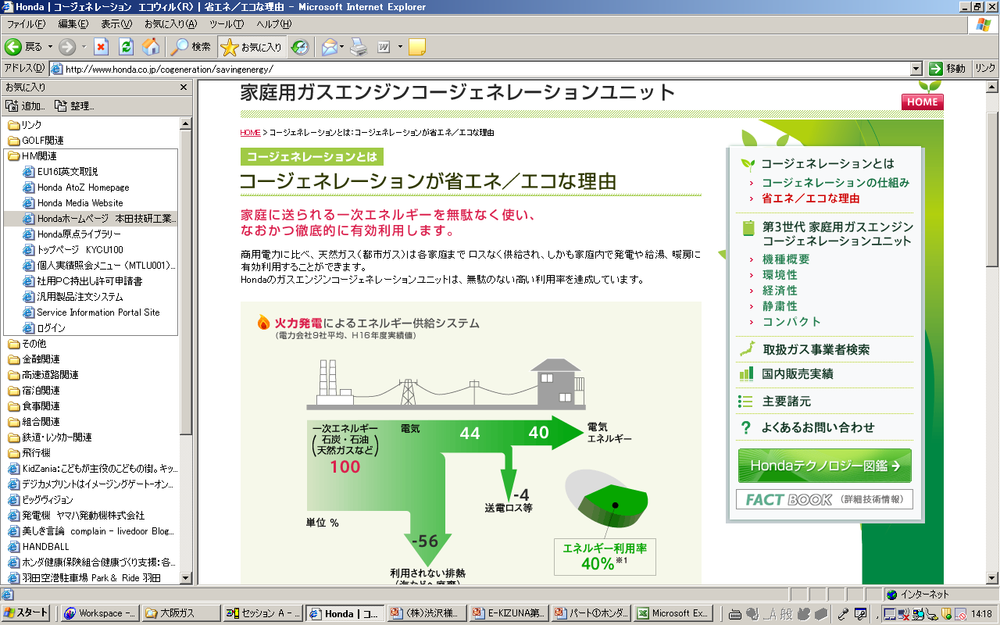 Honda | コージェネレーション エコウィル(R) | 省エネ/エコな理由 - Microsoft Internet Explorer
ファイル(F) 編集(E) 表示(V) お気に入り(A) ツール(T) ヘルプ(H)
戻る 検索 お気に入り
アドレス(D) http://www.honda.co.jp/cogeneration/savingenergy/ 移動 リンク
お気に入り
追加... 整理...
リンク
GOLF関連
HM関連
EU16I英文取説
Honda AtoZ Homepage
Honda Media Website
Hondaホームページ 本田技研工業...
Honda原点ライブラリー
トップページ KYCU100
個人実績照会メニュー (MTLU001)...
社用PC持出し許可申請書
汎用製品注文システム
Service Information Portal Site
ログイン
その他
金融関連
高速道路関連
宿泊関連
食事関連
組合関連
鉄道・レンタカー関連
飛行機
KidZania:こどもが主役のこどもの街。キッ...
デジカメプリントはイメージングゲート-オン...
ビッグヴィジョン
発電機 ヤマハ発動機株式会社
美しき言論 complain - livedoor Blog...
HANDBALL
ホンダ健康保険組合健康づくり支援:各...
羽田空港駐車場 Park & Ride 羽田
家庭用ガスエンジンコージェネレーションユニット
HOME
HOME > コージェネレーションとは:コージェネレーションが省エネ/エコな理由
コージェネレーションとは
コージェネレーションが省エネ/エコな理由
家庭に送られる一次エネルギーを無駄なく使い、
なおかつ徹底的に有効利用します。
商用電力に比べ、天然ガス(都市ガス)は各家庭までロスなく供給され、しかも家庭内で発電や給湯、暖房に
有効利用することができます。
Hondaのガスエンジンコージェネレーションユニットは、無駄のない高い利用率を達成しています。
火力発電によるエネルギー供給システム
(電力会社9社平均、H16年度実績値)
一次エネルギー
(石炭・石油
天然ガスなど)
100
電気
44
40
電気
エネルギー
-4
送電ロス等
単位 %
-56
利用されない排熱
(海などへ廃棄)
エネルギー利用率
40%※1
コージェネレーションとは
コージェネレーションの仕組み
省エネ/エコな理由
第3世代 家庭用ガスエンジン
コージェネレーションユニット
機種概要
環境性
経済性
静粛性
コンパクト
取扱ガス事業者検索
国内販売実績
主要諸元
よくあるお問い合わせ
Hondaテクノロジー図鑑
FACT BOOK (詳細技術情報)
インターネット
スタート Workspace -... 大阪ガス セッション A - ... Honda | コ... (株)渋沢様... E-KIZUNA第... パート①ホンダ... Microsoft Ex... A 般 14:18